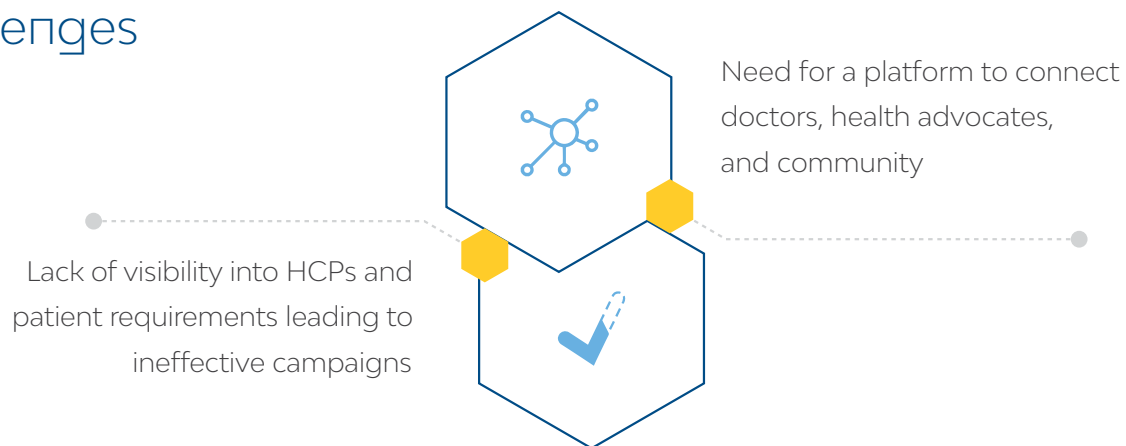 enges
Need for a platform to connect
doctors, health advocates,
and community
Lack of visibility into HCPs and
patient requirements leading to
ineffective campaigns